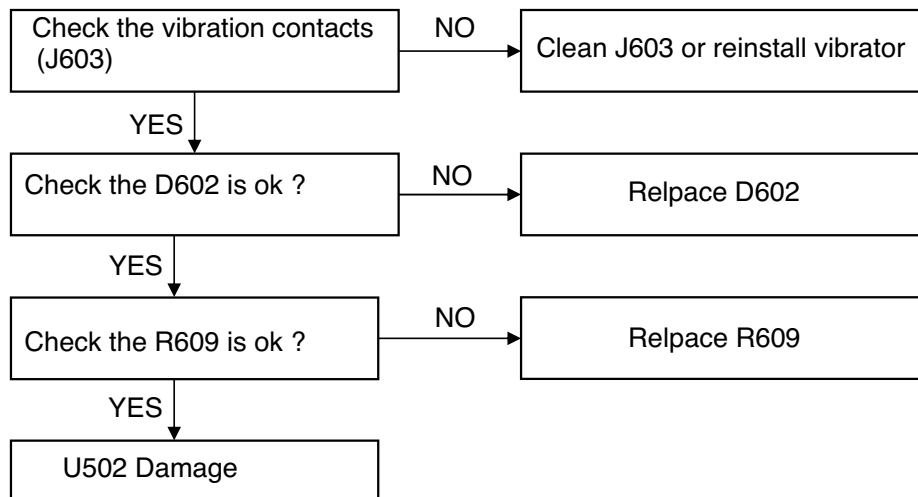 Check the vibration contacts
(J603)
NO
Clean J603 or reinstall vibrator
YES
Check the D602 is ok ?
NO
Relpace D602
YES
Check the R609 is ok ?
NO
Relpace R609
YES
U502 Damage